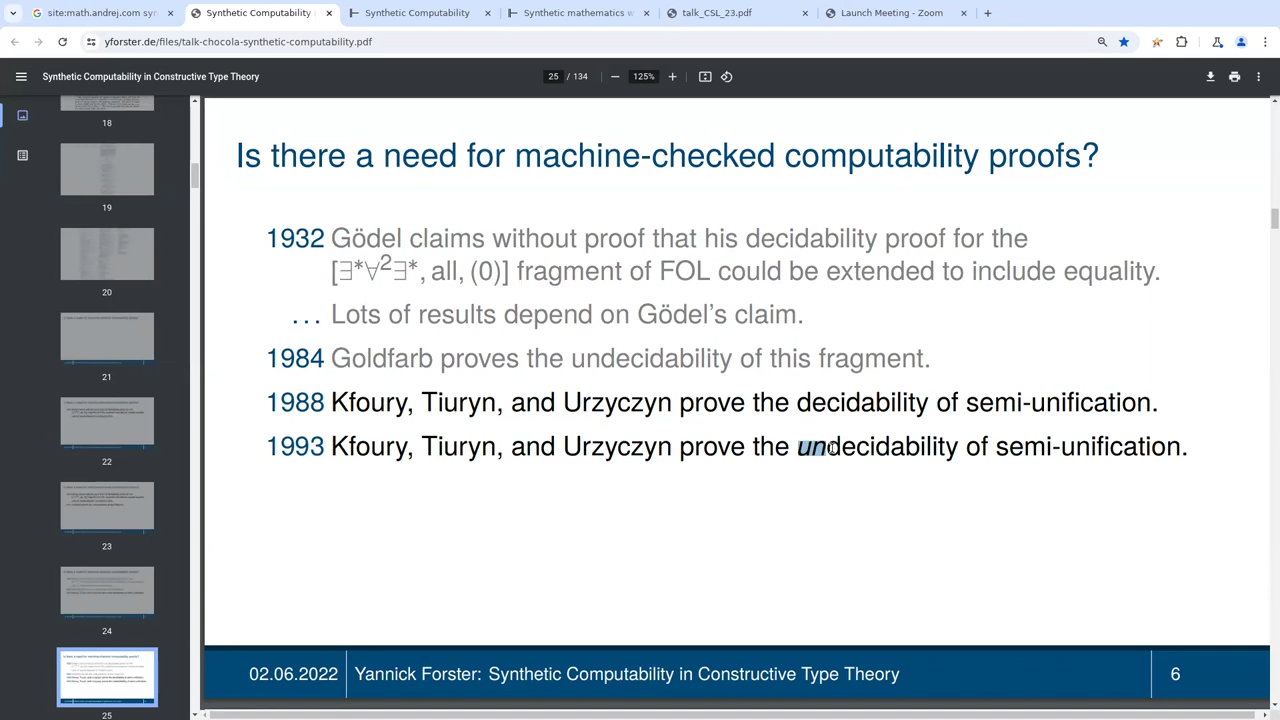 site:math.andrej.com syn
Synthetic Computability
Synthetic Computability
Synthetic mathematics w
talk_CSL_23.pdf
Launch Meeting - Zoom
yforster.de/files/talk-chocola-synthetic-computability.pdf
Synthetic Computability in Constructive Type Theory
25 / 134
125%
18
19
20
21
22
23
24
25
Is there a need for machine-checked computability proofs?
1932 Gödel claims without proof that his decidability proof for the
[∃*∀²∃*, all, (0)] fragment of FOL could be extended to include equality.
... Lots of results depend on Gödel's claim.
1984 Goldfarb proves the undecidability of this fragment.
1988 Kfoury, Tiuryn, and Urzyczyn prove the decidability of semi-unification.
1993 Kfoury, Tiuryn, and Urzyczyn prove the undecidability of semi-unification.
02.06.2022 Yannick Forster: Synthetic Computability in Constructive Type Theory 6